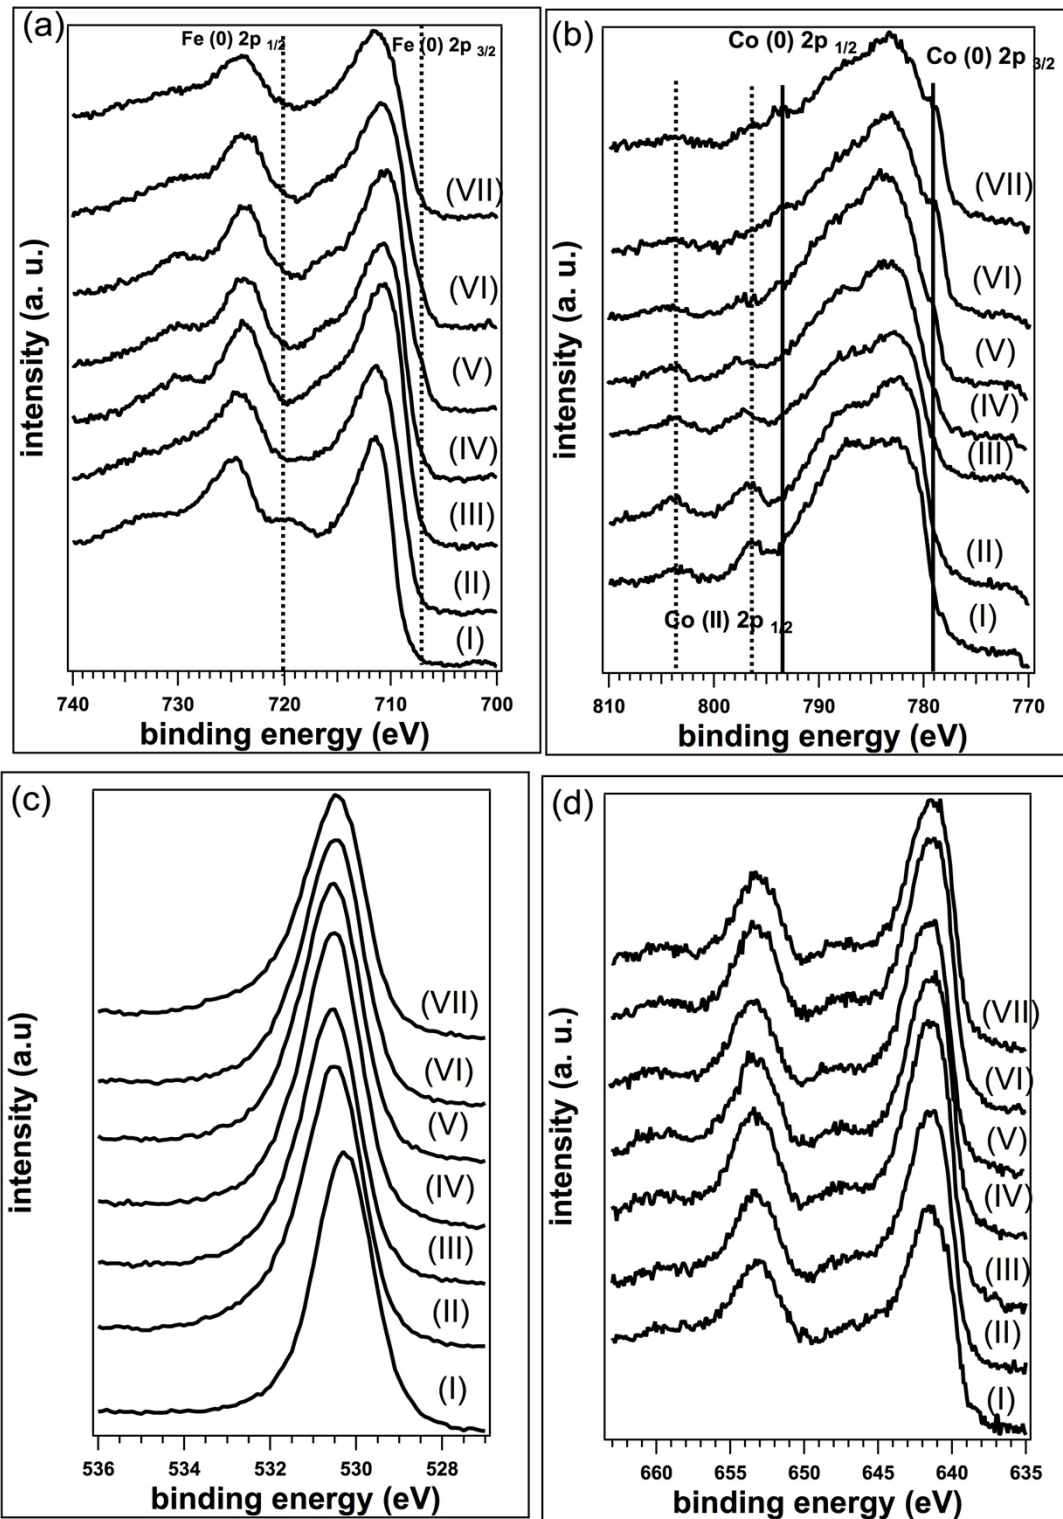 (a)
Fe (0) 2p 1/2
Fe (0) 2p 3/2
(VII)
(VI)
(V)
(IV)
(III)
(II)
(I)
intensity (a. u.)
740 730 720 710 700
binding energy (eV)
(b)
Co (0) 2p 1/2
Co (0) 2p 3/2
(VII)
(VI)
(V)
(IV)
(III)
(II)
(I)
Co (II) 2p 1/2
intensity (a. u.)
810 800 790 780 770
binding energy (eV)
(c)
(VII)
(VI)
(V)
(IV)
(III)
(II)
(I)
intensity (a.u)
536 534 532 530 528
binding energy (eV)
(d)
(VII)
(VI)
(V)
(IV)
(III)
(II)
(I)
intensity (a. u.)
660 655 650 645 640 635
binding energy (eV)